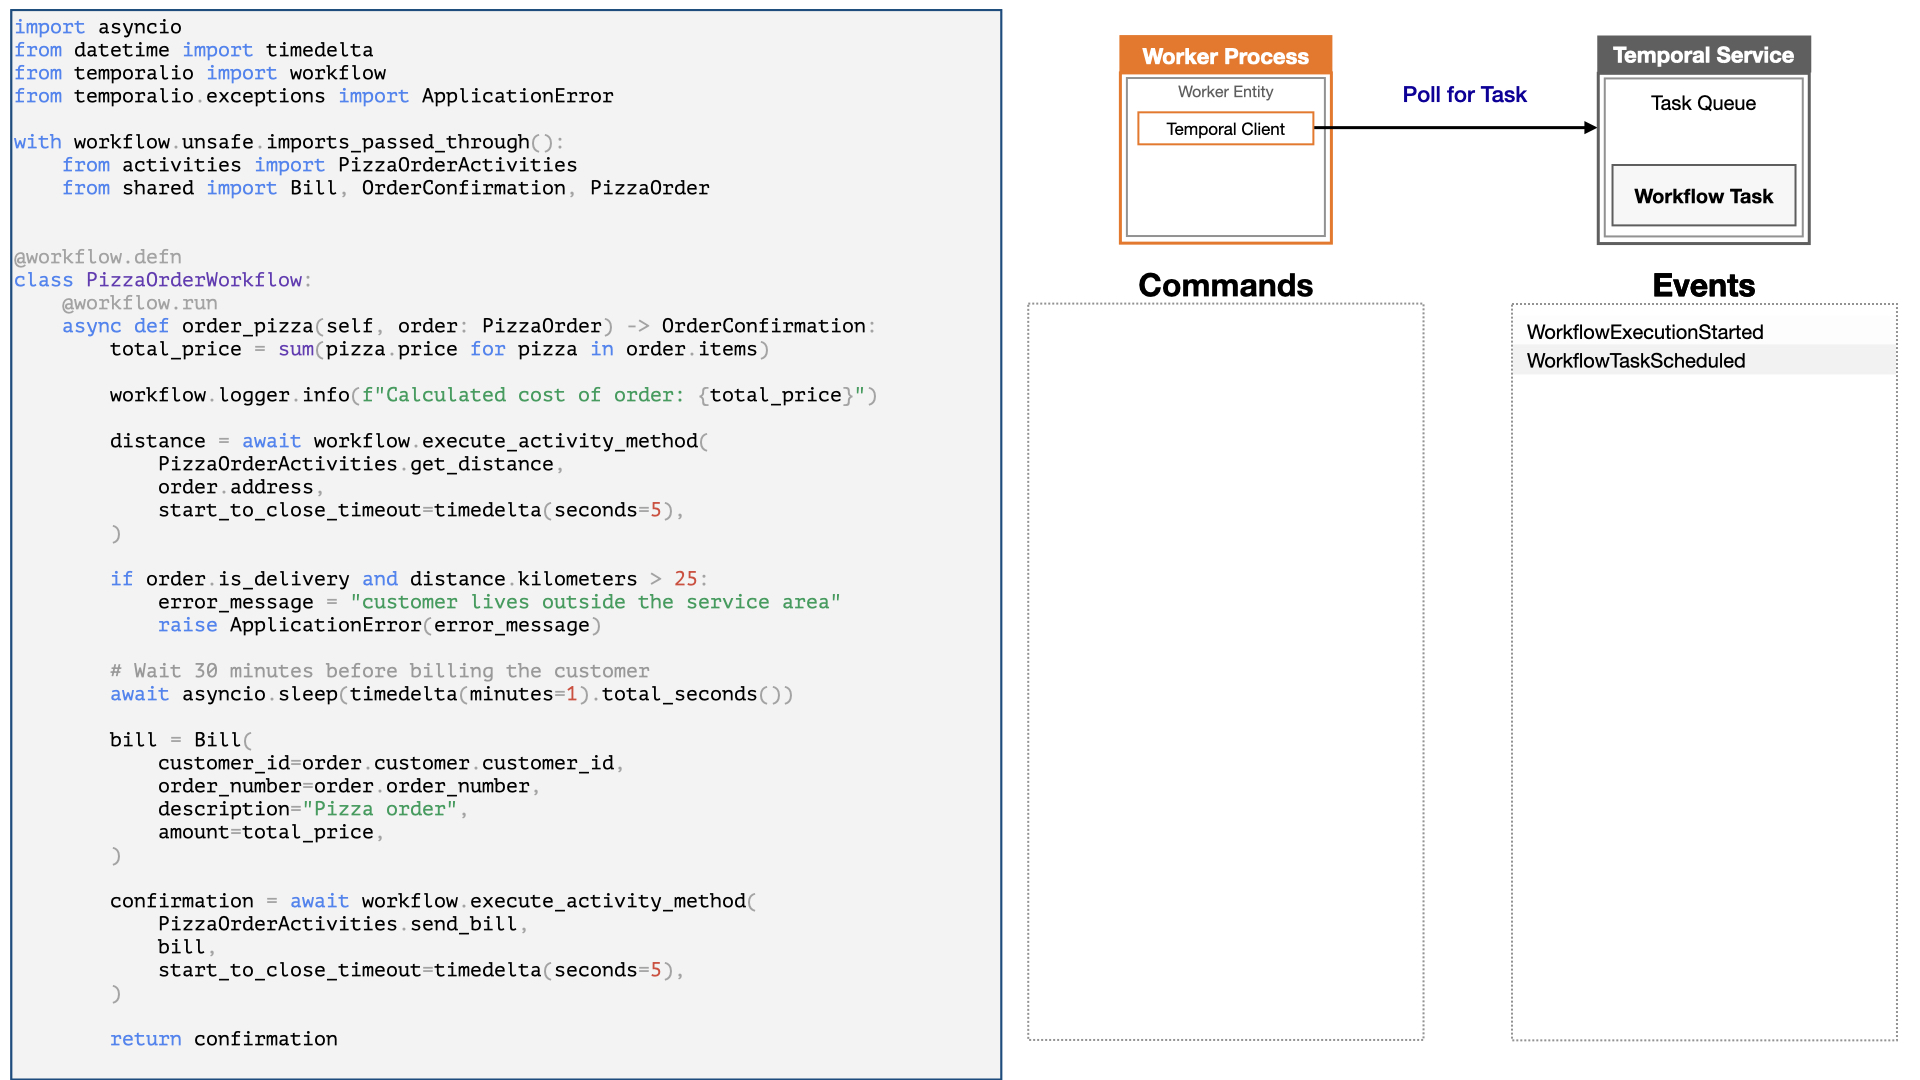 import asyncio
from datetime import timedelta
from temporalio import workflow
from temporalio.exceptions import ApplicationError

with workflow.unsafe.imports_passed_through():
    from activities import PizzaOrderActivities
    from shared import Bill, OrderConfirmation, PizzaOrder

@workflow.defn
class PizzaOrderWorkflow:
    @workflow.run
    async def order_pizza(self, order: PizzaOrder) -> OrderConfirmation:
        total_price = sum(pizza.price for pizza in order.items)

        workflow.logger.info(f"Calculated cost of order: {total_price}")

        distance = await workflow.execute_activity_method(
            PizzaOrderActivities.get_distance,
            order.address,
            start_to_close_timeout=timedelta(seconds=5),
        )

        if order.is_delivery and distance.kilometers > 25:
            error_message = "customer lives outside the service area"
            raise ApplicationError(error_message)

        # Wait 30 minutes before billing the customer
        await asyncio.sleep(timedelta(minutes=1).total_seconds())

        bill = Bill(
            customer_id=order.customer.customer_id,
            order_number=order.order_number,
            description="Pizza order",
            amount=total_price,
        )

        confirmation = await workflow.execute_activity_method(
            PizzaOrderActivities.send_bill,
            bill,
            start_to_close_timeout=timedelta(seconds=5),
        )

        return confirmation
Worker Process
Worker Entity
Temporal Client
Poll for Task
Temporal Service
Task Queue
Workflow Task
Commands
Events
WorkflowExecutionStarted
WorkflowTaskScheduled